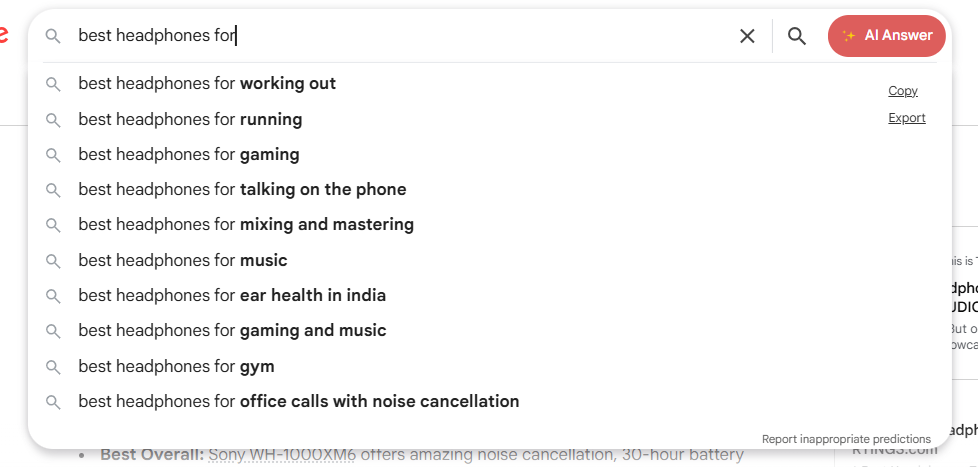 e
best headphones for
AI Answer
best headphones for working out
Copy
best headphones for running
Export
best headphones for gaming
best headphones for talking on the phone
best headphones for mixing and mastering
best headphones for music
his is
best headphones for ear health in india
best headphones for gaming and music
But o
best headphones for gym
best headphones for office calls with noise cancellation
Report inappropriate predictions
Best Overall: Sony WH-1000XM6 offers amazing noise cancellation, 30-hour battery
RTINGS.com